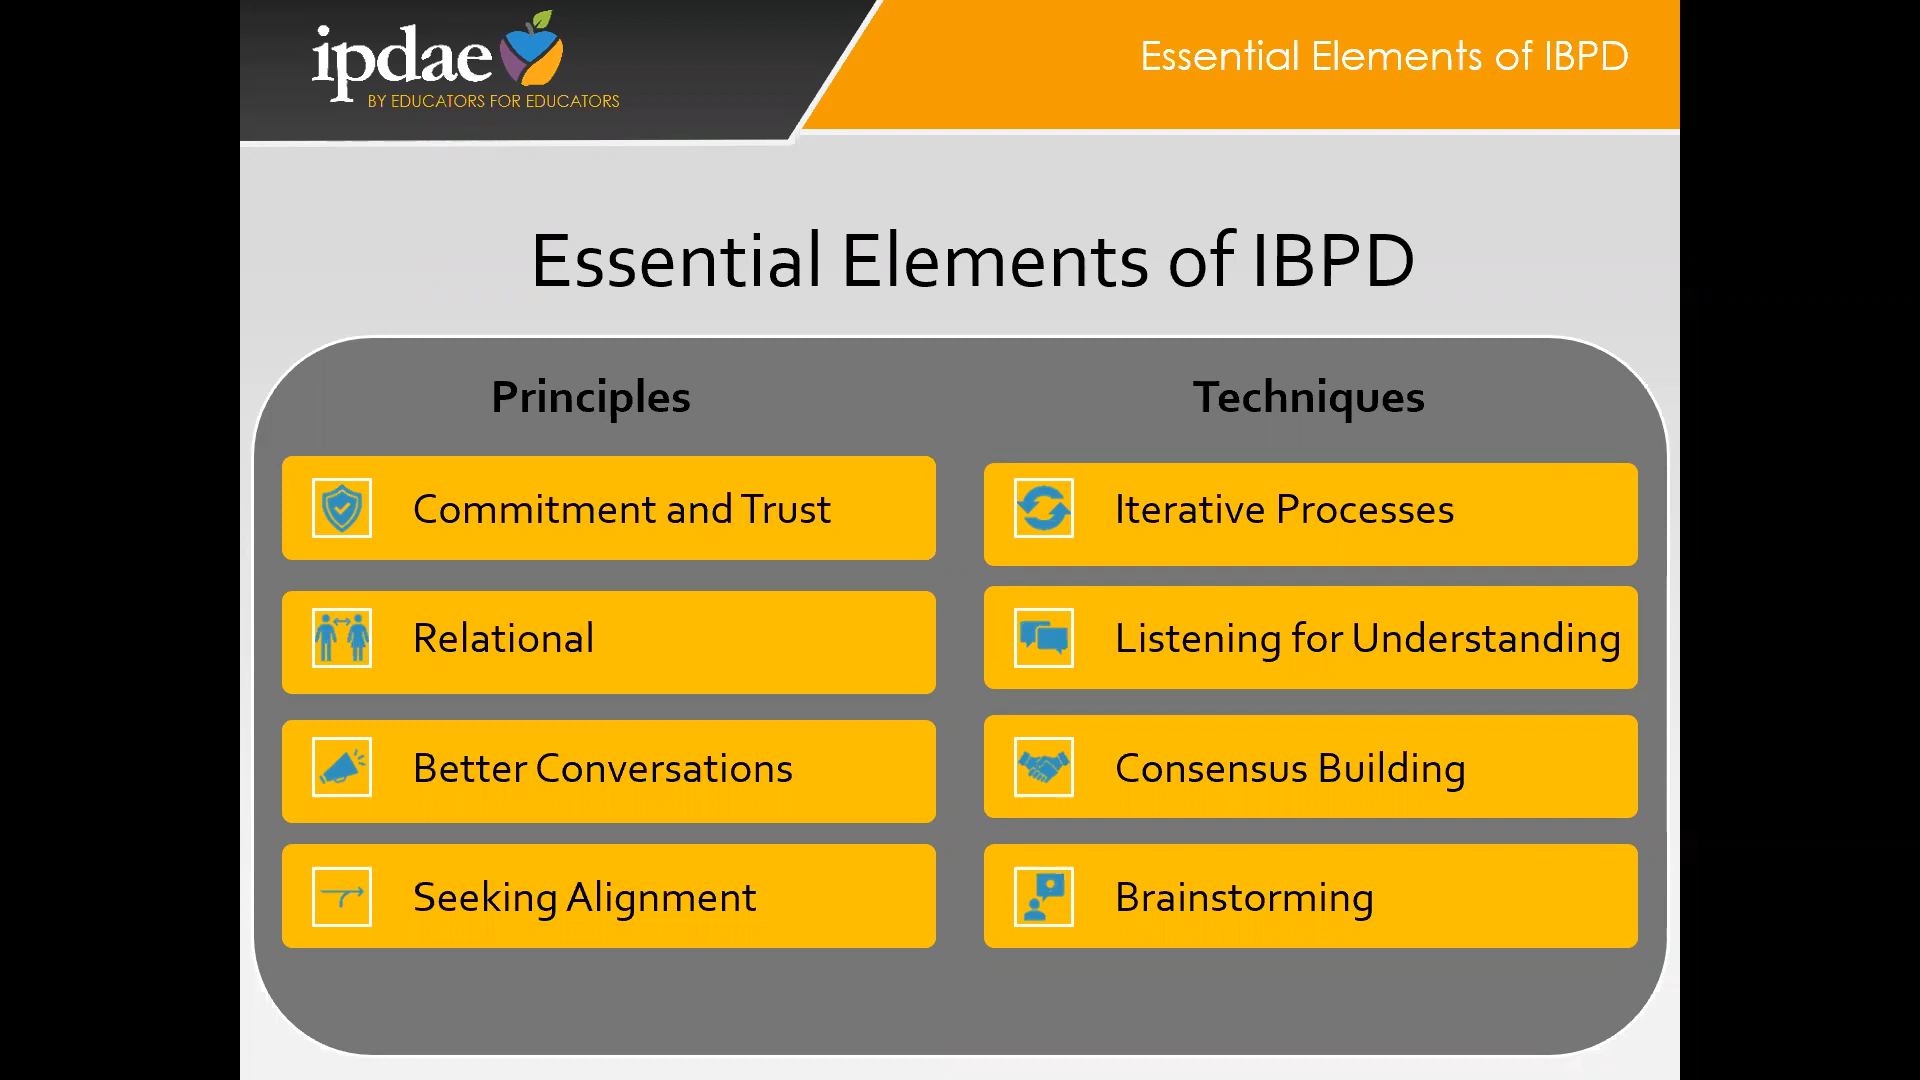 ipdae
BY EDUCATORS FOR EDUCATORS
Essential Elements of IBPD
Essential Elements of IBPD
Principles
Commitment and Trust
Relational
Better Conversations
Seeking Alignment
Techniques
Iterative Processes
Listening for Understanding
Consensus Building
Brainstorming